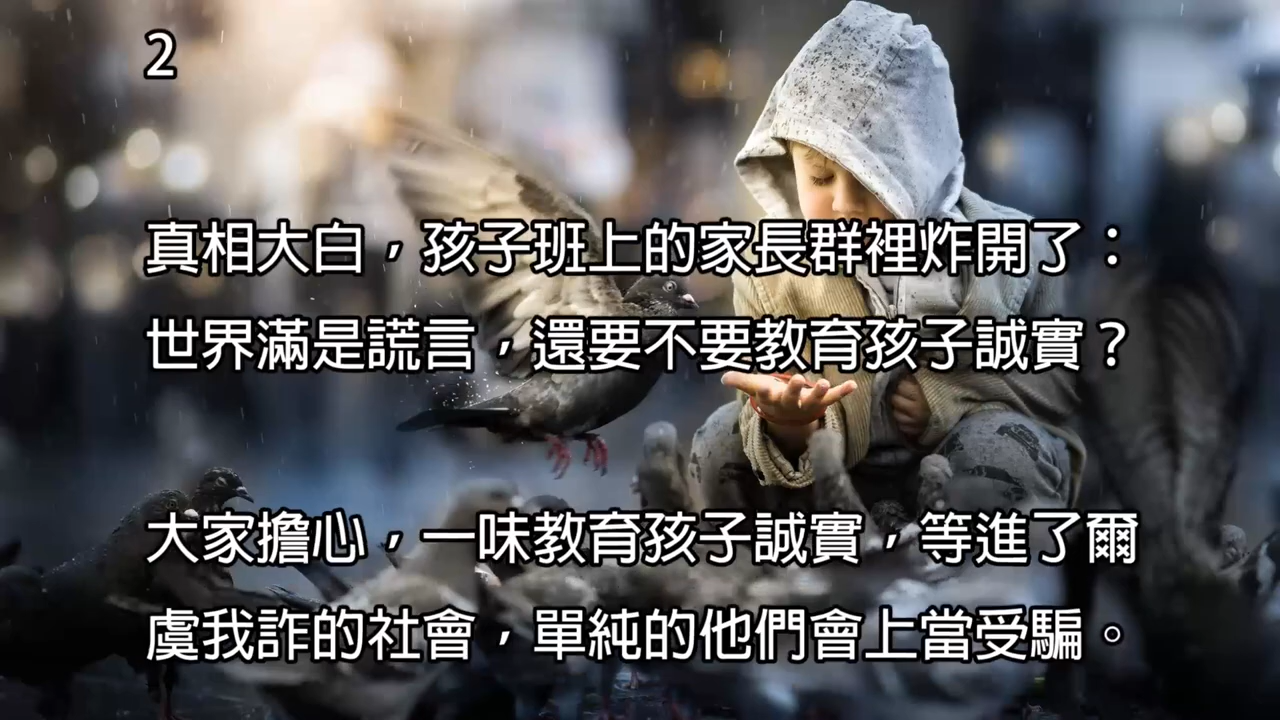 2
真相大白，孩子班上的家長群裡炸開了：
世界滿是謊言，還要不要教育孩子誠實？
大家擔心，一味教育孩子誠實，等進了爾
虞我詐的社會，單純的他們會上當受騙。